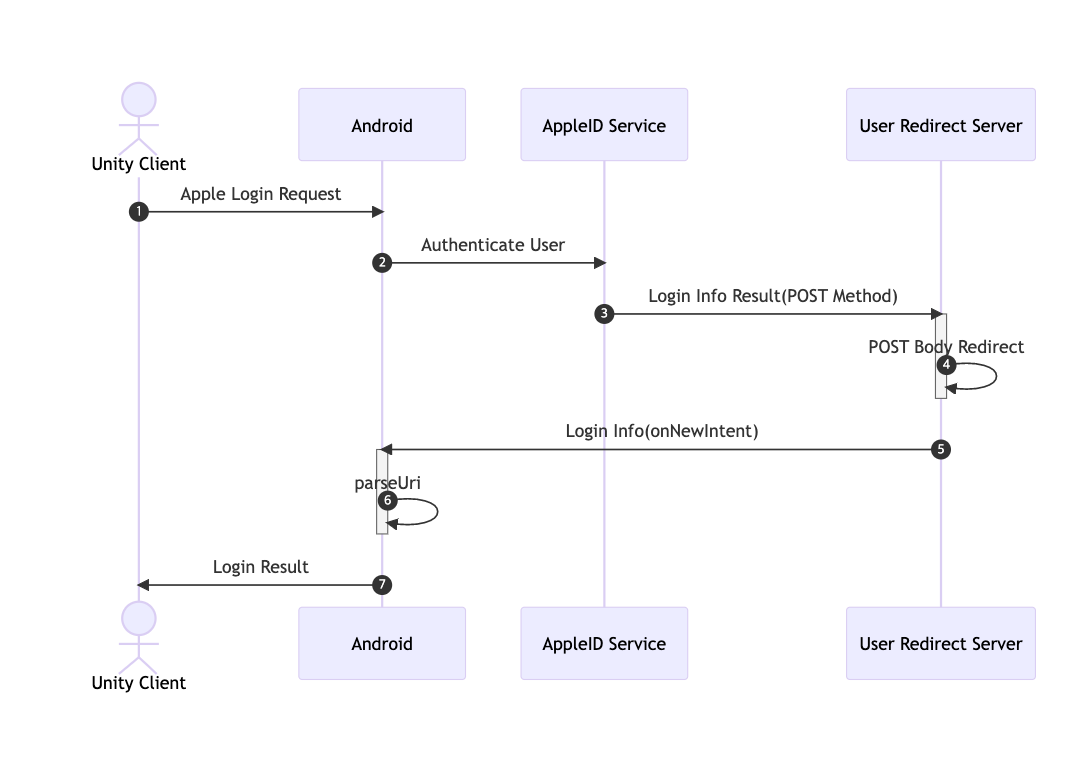 Unity Client
Android
AppleID Service
User Redirect Server
Apple Login Request
1
Authenticate User
2
Login Info Result(POST Method)
3
POST Body Redirect
4
Login Info(onNewIntent)
5
parseUri
6
Login Result
7
Unity Client
Android
AppleID Service
User Redirect Server